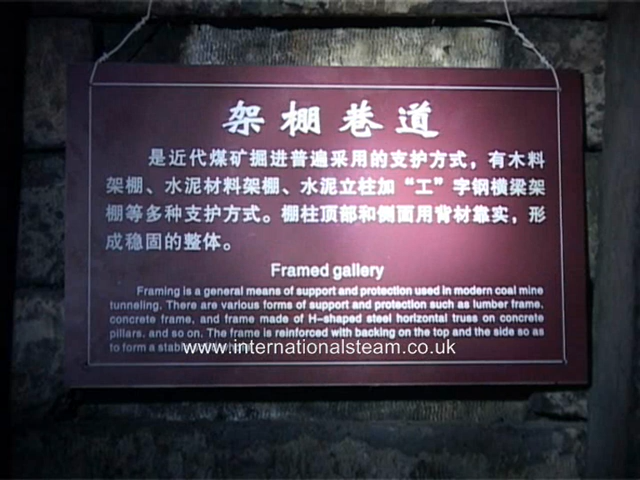 架棚巷道
是近代煤矿掘进普遍采用的支护方式，有木料
架棚、水泥材料架棚、水泥立柱加“工”字钢横梁架
棚等多种支护方式。棚柱顶部和侧面用背材靠实，形
成稳固的整体。
Framed gallery
Framing is a general means of support and protection used in modern coal mine
tunneling. There are various forms of support and protection such as lumber frame,
concrete frame, and frame made of H-shaped steel horizontal truss on concrete
pillars, and so on. The frame is reinforced with backing on the top and the side so as
to form a
www.internationalsteam.co.uk